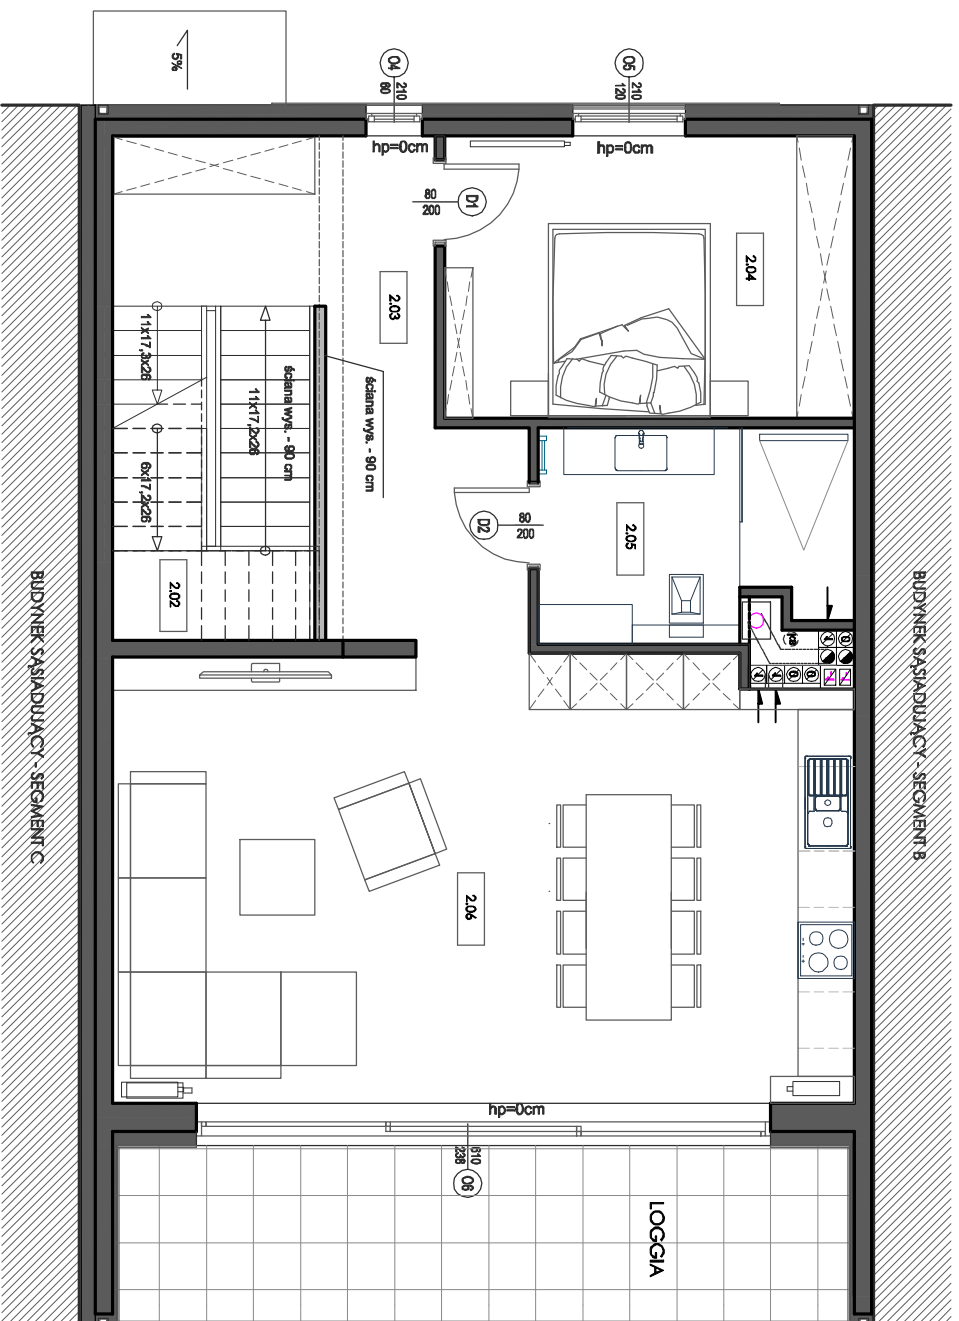 5%
O4
210
60
O5
210
120
hp=0cm
hp=0cm
80
200
D1
2.04
2.03
11x17,3x26
ściana wys. - 90 cm
11x17,2x26
ściana wys. - 90 cm
6x17,2x26
D2
80
200
2.05
2.02
BUDYNEK SĄSIADUJĄCY - SEGMENT C
BUDYNEK SĄSIADUJĄCY - SEGMENT B
2.06
hp=0cm
610
238
O6
LOGGIA